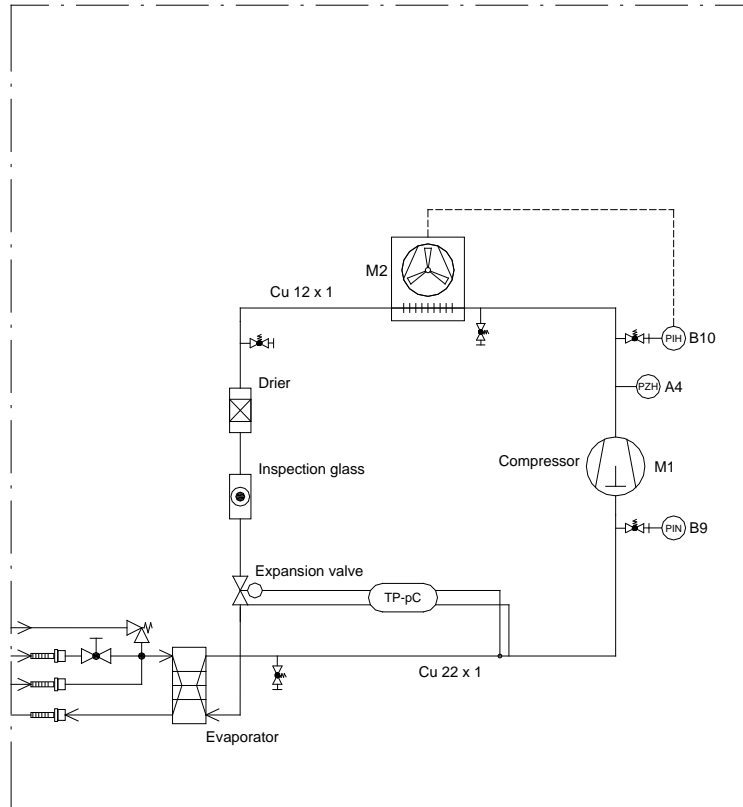 M2
Cu 12 x 1
PIH B10
Drier
PZH A4
Inspection glass
Compressor
M1
PIN B9
Expansion valve
TP-pC
Cu 22 x 1
Evaporator